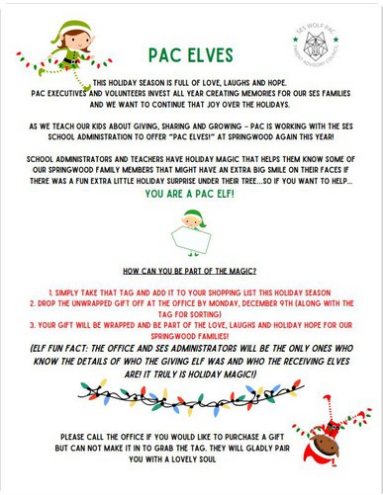 SES WOLF PAC
PARENT ADVISORY COUNCIL
PAC ELVES
THIS HOLIDAY SEASON IS FULL OF LOVE, LAUGHS AND HOPE.
PAC EXECUTIVES AND VOLUNTEERS INVEST ALL YEAR CREATING MEMORIES FOR OUR SES FAMILIES
AND WE WANT TO CONTINUE THAT JOY OVER THE HOLIDAYS.
AS WE TEACH OUR KIDS ABOUT GIVING, SHARING AND GROWING - PAC IS WORKING WITH THE SES
SCHOOL ADMINISTRATION TO OFFER "PAC ELVES!" AT SPRINGWOOD AGAIN THIS YEAR!
SCHOOL ADMINISTRATORS AND TEACHERS HAVE HOLIDAY MAGIC THAT HELPS THEM KNOW SOME OF
OUR SPRINGWOOD FAMILY MEMBERS THAT MIGHT HAVE AN EXTRA BIG SMILE ON THEIR FACES IF
THERE WAS A FUN EXTRA LITTLE HOLIDAY SURPRISE UNDER THEIR TREE...SO IF YOU WANT TO HELP...
YOU ARE A PAC ELF!
HOW CAN YOU BE PART OF THE MAGIC?
1. SIMPLY TAKE THAT TAG AND ADD IT TO YOUR SHOPPING LIST THIS HOLIDAY SEASON
2. DROP THE UNWRAPPED GIFT OFF AT THE OFFICE BY MONDAY, DECEMBER 9TH (ALONG WITH THE
TAG FOR SORTING)
3. YOUR GIFT WILL BE WRAPPED AND BE PART OF THE LOVE, LAUGHS AND HOLIDAY HOPE FOR OUR
SPRINGWOOD FAMILIES!
(ELF FUN FACT: THE OFFICE AND SES ADMINISTRATORS WILL BE THE ONLY ONES WHO
KNOW THE DETAILS OF WHO THE GIVING ELF WAS AND WHO THE RECEIVING ELVES
ARE! IT TRULY IS HOLIDAY MAGIC!)
PLEASE CALL THE OFFICE IF YOU WOULD LIKE TO PURCHASE A GIFT
BUT CAN NOT MAKE IT IN TO GRAB THE TAG. THEY WILL GLADLY PAIR
YOU WITH A LOVELY SOUL